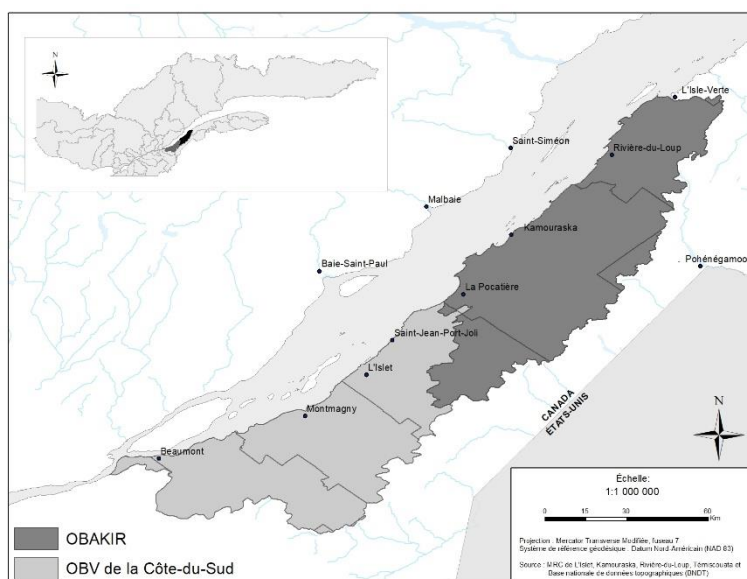 N
L'Isle-Verte
Saint-Siméon
Rivière-du-Loup
Malbaie
Kamouraska
Pohénégamoo
Baie-Saint-Paul
La Pocatière
Saint-Jean-Port-Joli
L'Islet
CANADA
ÉTATS-UNIS
Montmagny
N
Beaumont
Échelle:
1:1 000 000
0 15 30 60
Km
OBAKIR
OBV de la Côte-du-Sud
Projection : Mercator Transverse Modifiée, fuseau 7
Système de référence géodésique : Datum Nord-Américain (NAD 83)
Source : MRC de L'Islet, Kamouraska, Rivière-du-Loup, Témiscouata et
Base nationale de données topographiques (BNDT)